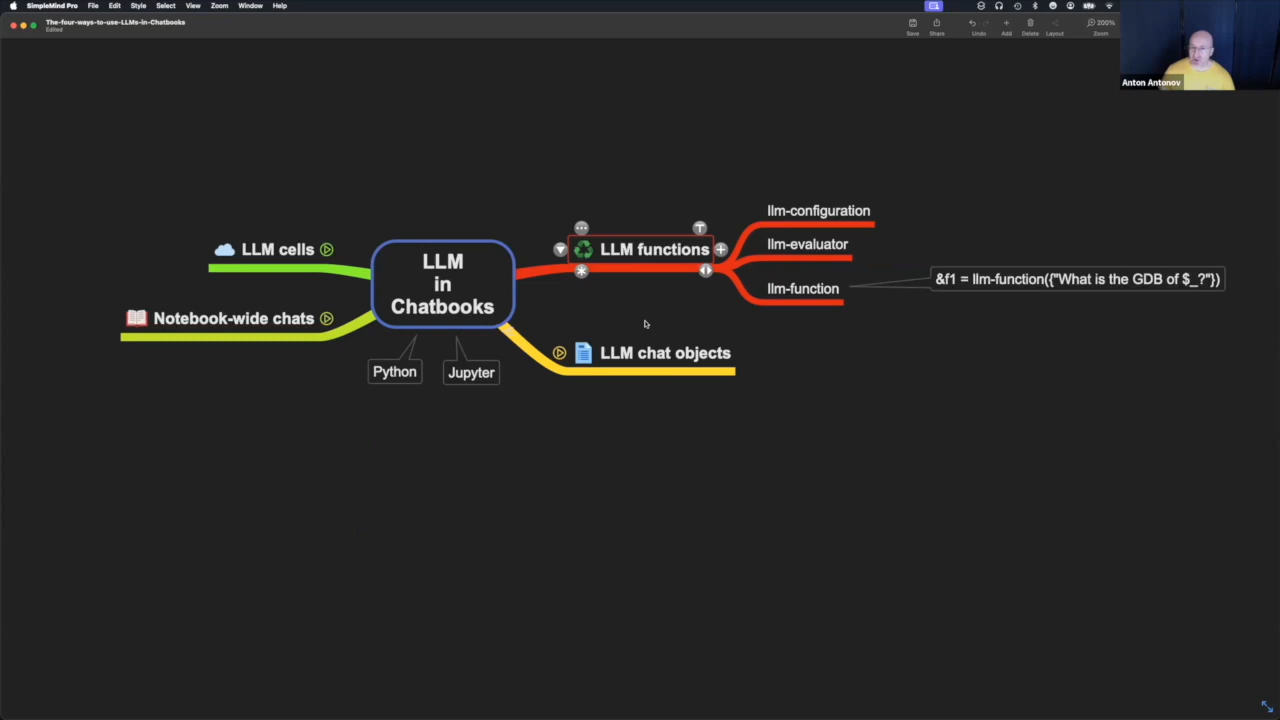 SimpleMind Pro File Edit Style Select View Zoom Window Help
The-four-ways-to-use-LLMs-in-Chatbooks
Edited
Save Share Undo Add Delete Layout Zoom
200%
Anton Antonov
LLM cells
Notebook-wide chats
LLM
in
Chatbooks
Python
Jupyter
LLM functions
llm-configuration
llm-evaluator
llm-function
&f1 = llm-function({"What is the GDB of $_?"})
LLM chat objects